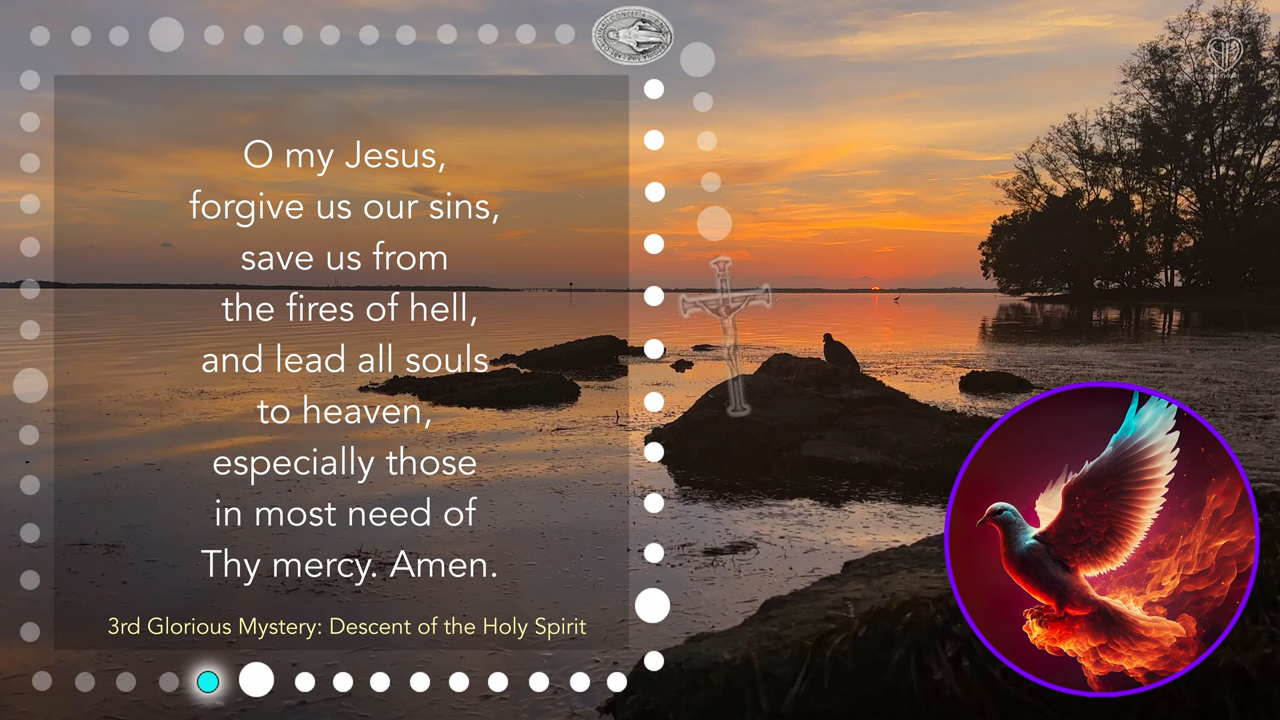 O my Jesus,
forgive us our sins,
save us from
the fires of hell,
and lead all souls
to heaven,
especially those
in most need of
Thy mercy. Amen.
3rd Glorious Mystery: Descent of the Holy Spirit